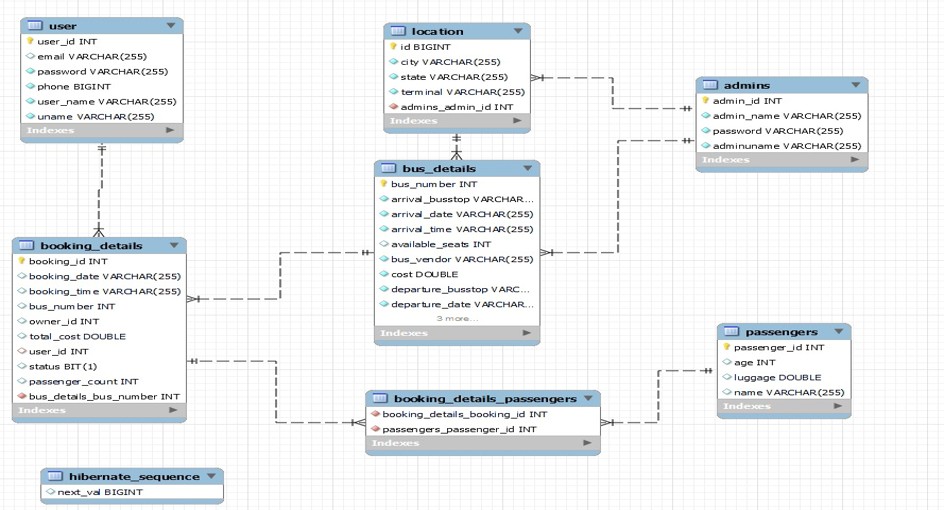 user
user_id INT
email VARCHAR(255)
password VARCHAR(255)
phone BIGINT
user_name VARCHAR(255)
uname VARCHAR(255)
Indexes
location
id BIGINT
city VARCHAR(255)
state VARCHAR(255)
terminal VARCHAR(255)
admins_admin_id INT
Indexes
admins
admin_id INT
admin_name VARCHAR(255)
password VARCHAR(255)
adminuname VARCHAR(255)
Indexes
bus_details
bus_number INT
arrival_busstop VARCHAR...
arrival_date VARCHAR(255)
arrival_time VARCHAR(255)
available_seats INT
bus_vendor VARCHAR(255)
cost DOUBLE
departure_busstop VARC...
departure_date VARCHAR...
3 more...
Indexes
booking_details
booking_id INT
booking_date VARCHAR(255)
booking_time VARCHAR(255)
bus_number INT
owner_id INT
total_cost DOUBLE
user_id INT
status BIT(1)
passenger_count INT
bus_details_bus_number INT
Indexes
passengers
passenger_id INT
age INT
luggage DOUBLE
name VARCHAR(255)
Indexes
booking_details_passengers
booking_details_booking_id INT
passengers_passenger_id INT
Indexes
hibernate_sequence
next_val BIGINT